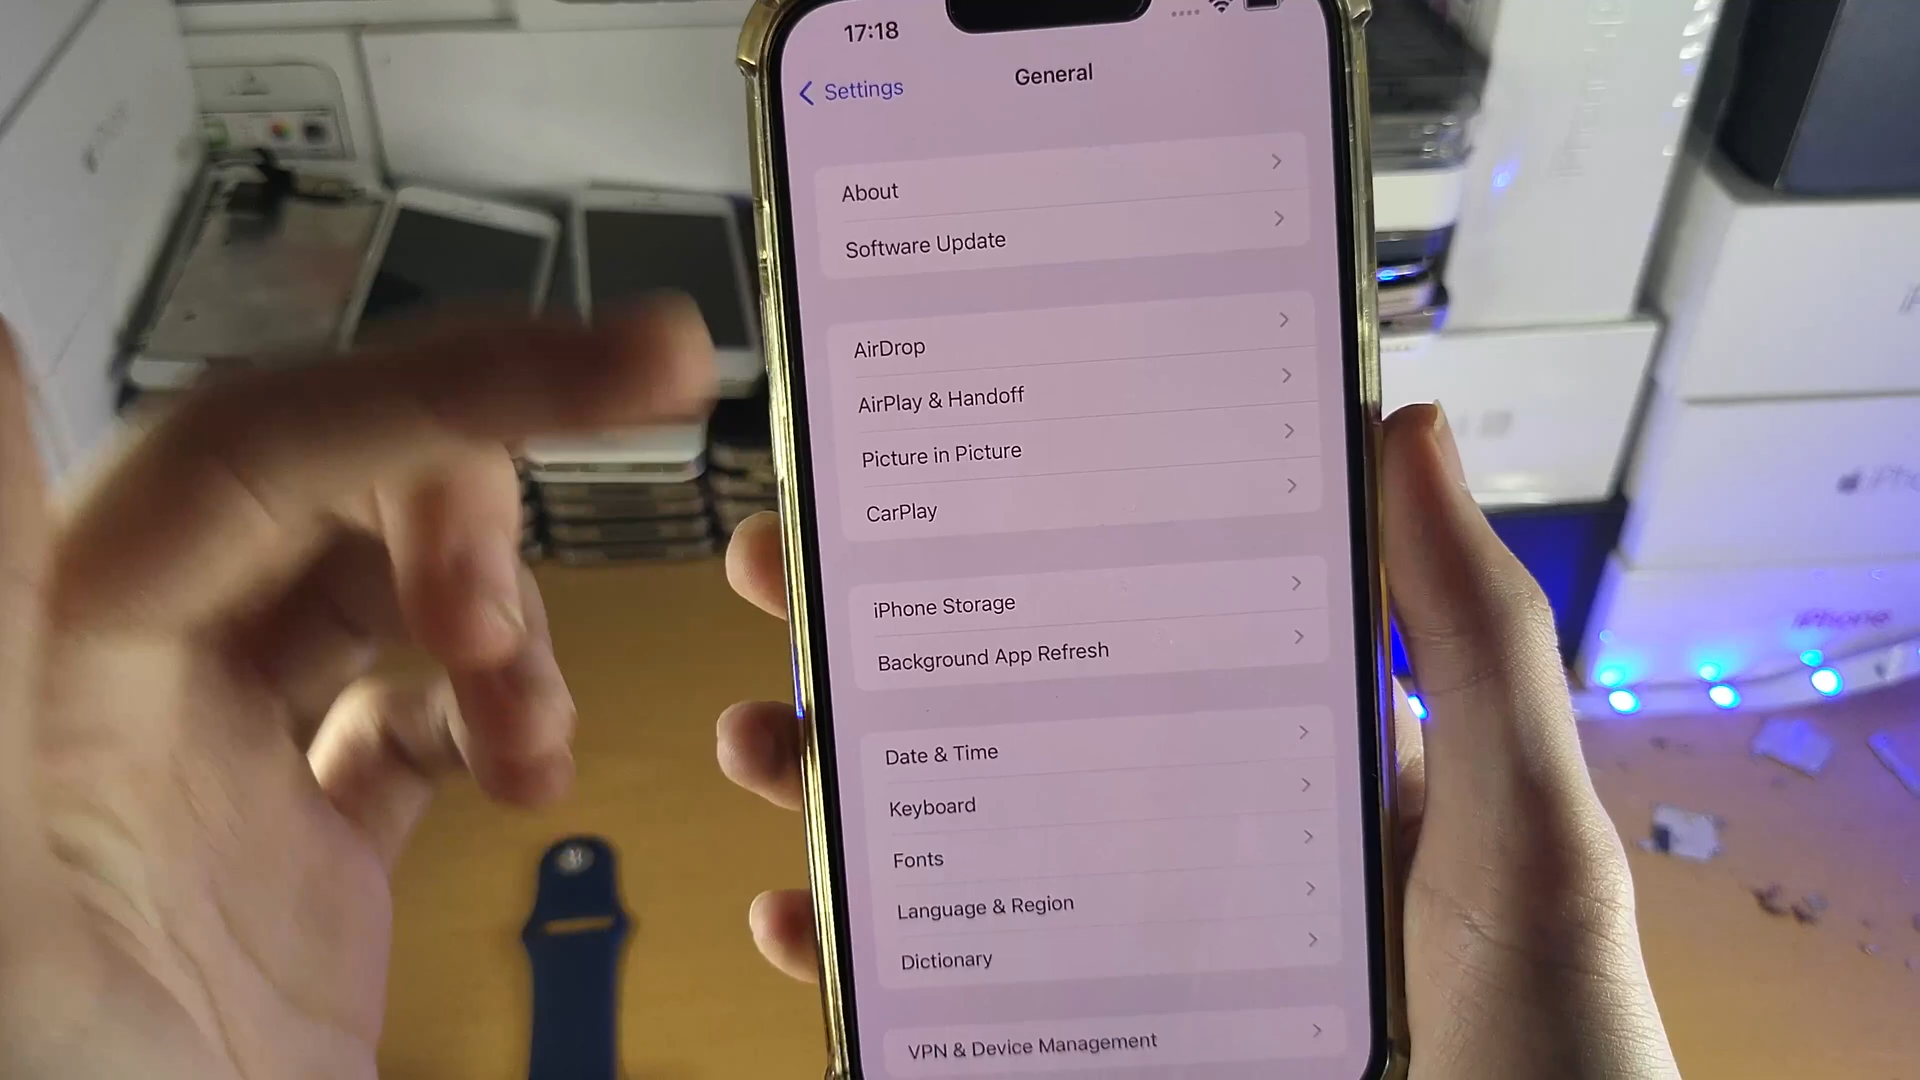 17:18
Settings
General
About
Software Update
AirDrop
AirPlay & Handoff
Picture in Picture
CarPlay
iPhone Storage
Background App Refresh
Date & Time
Keyboard
Fonts
Language & Region
Dictionary
VPN & Device Management
iPhone